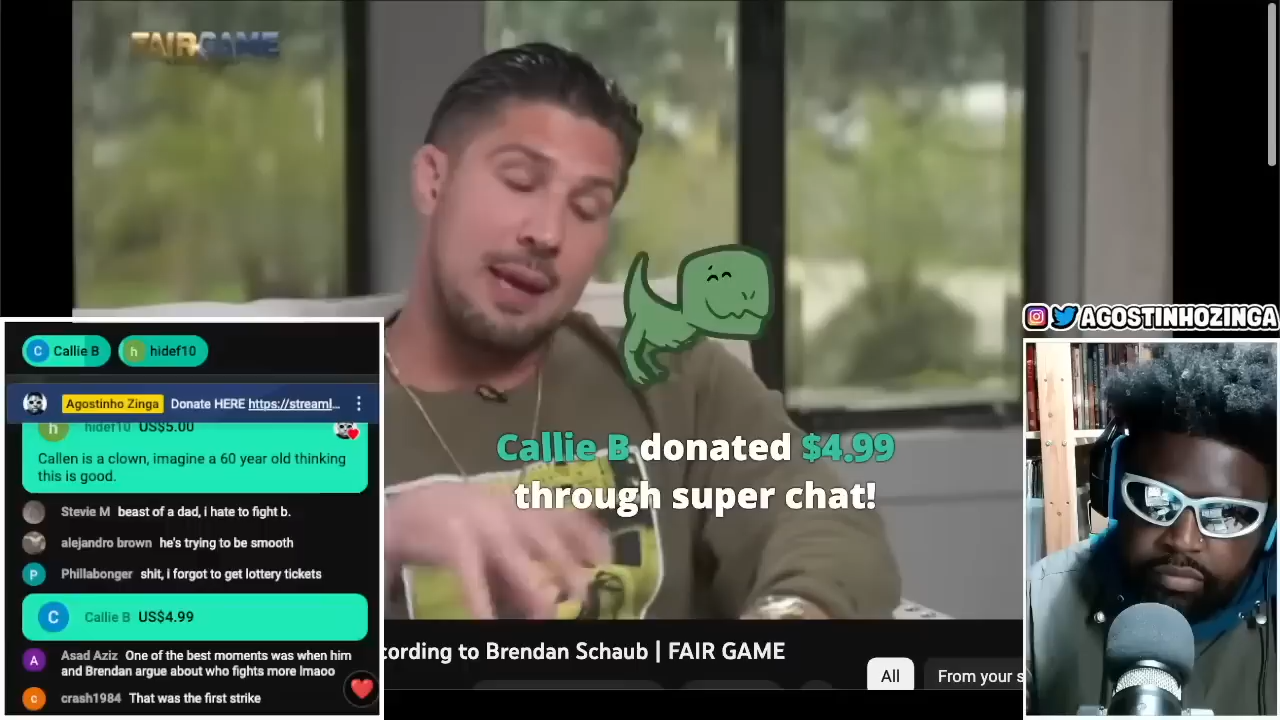 FAIR GAME
Callie B donated $4.99
through super chat!
C Callie B
h hidef10
Agostinho Zinga Donate HERE https://streaml...
h hidef10 US$5.00
Callen is a clown, imagine a 60 year old thinking
this is good.
Stevie M beast of a dad, i hate to fight b.
alejandro brown he's trying to be smooth
P Phillabonger shit, i forgot to get lottery tickets
C Callie B US$4.99
A Asad Aziz One of the best moments was when him
and Brendan argue about who fights more lmaoo
c crash1984 That was the first strike
cording to Brendan Schaub | FAIR GAME
All
From your s
AGOSTINHOZINGA